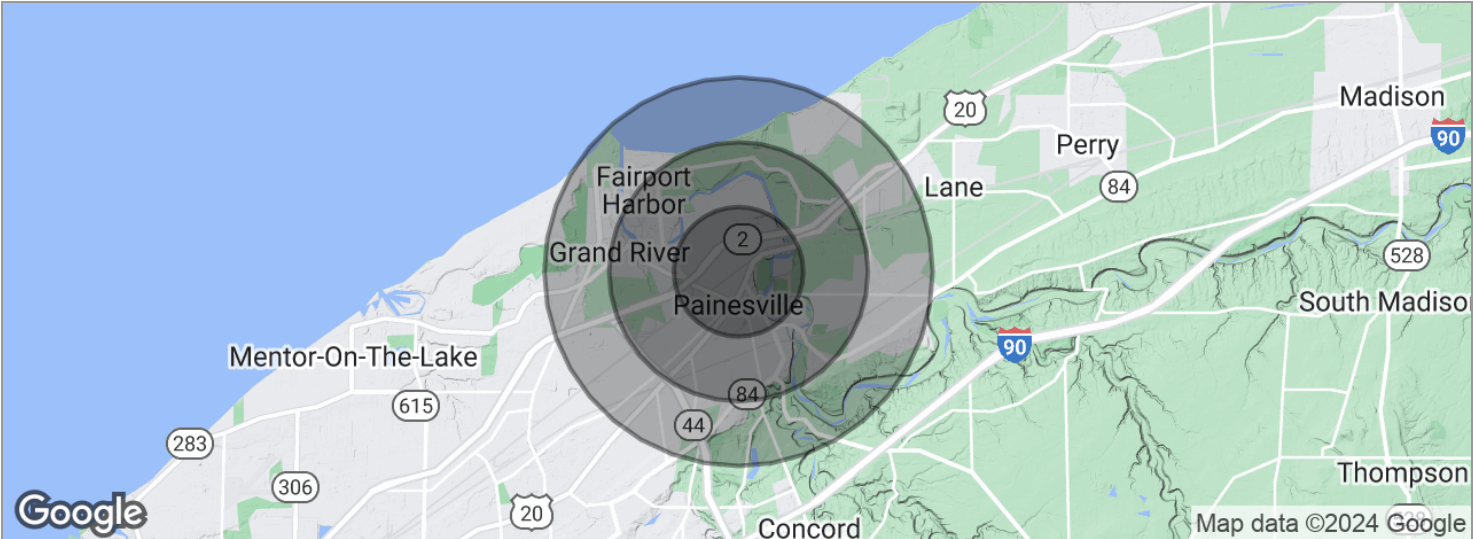 Madison
20
90
Perry
Fairport
Harbor
84
Lane
2
Grand River
528
Painesville
South Madison
90
Mentor-On-The-Lake
84
615
44
283
Thompson
306
Google
20
Concord
Map data ©2024 Google